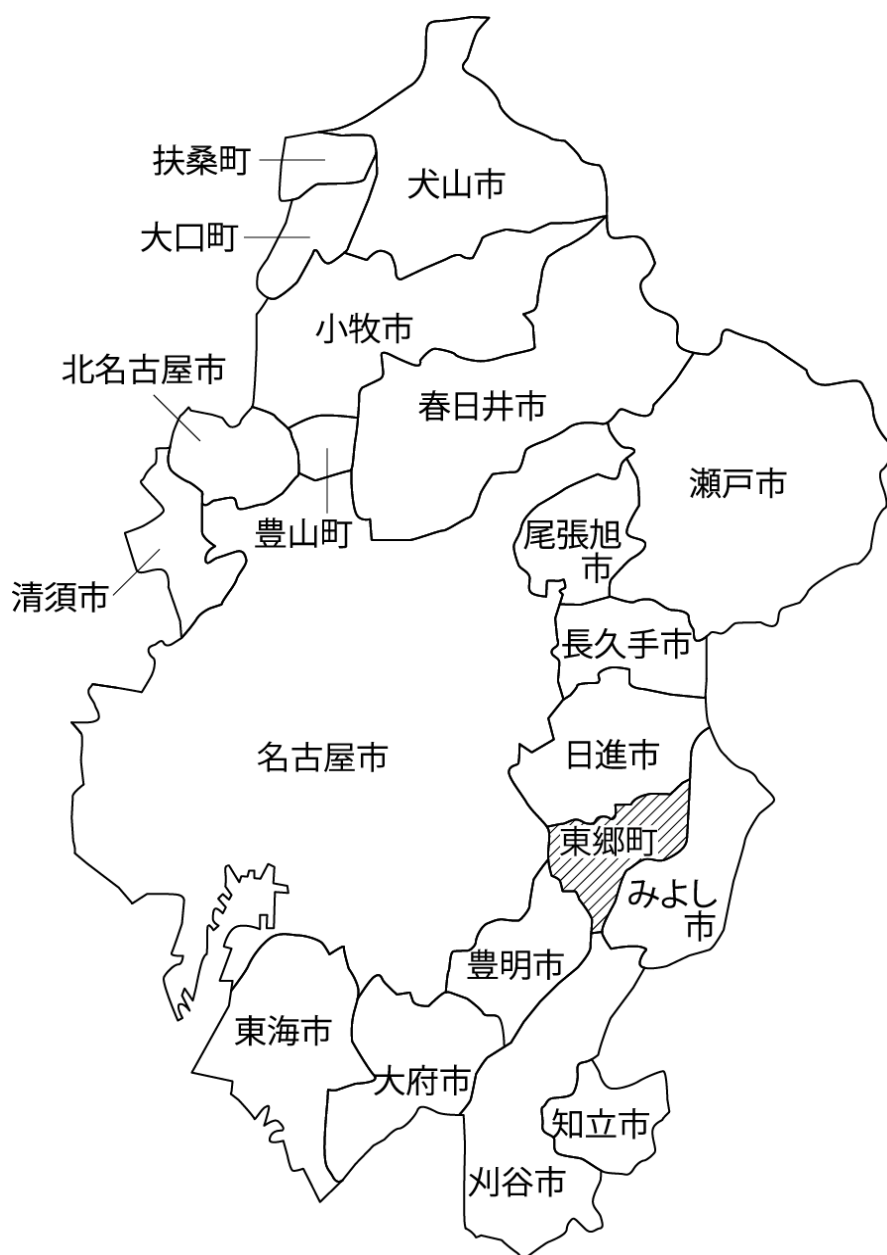 扶桑町
犬山市
大口町
小牧市
北名古屋市
春日井市
瀬戸市
豊山町
尾張旭
市
清須市
長久手市
名古屋市
日進市
東郷町
みよし
市
豊明市
東海市
大府市
知立市
刈谷市